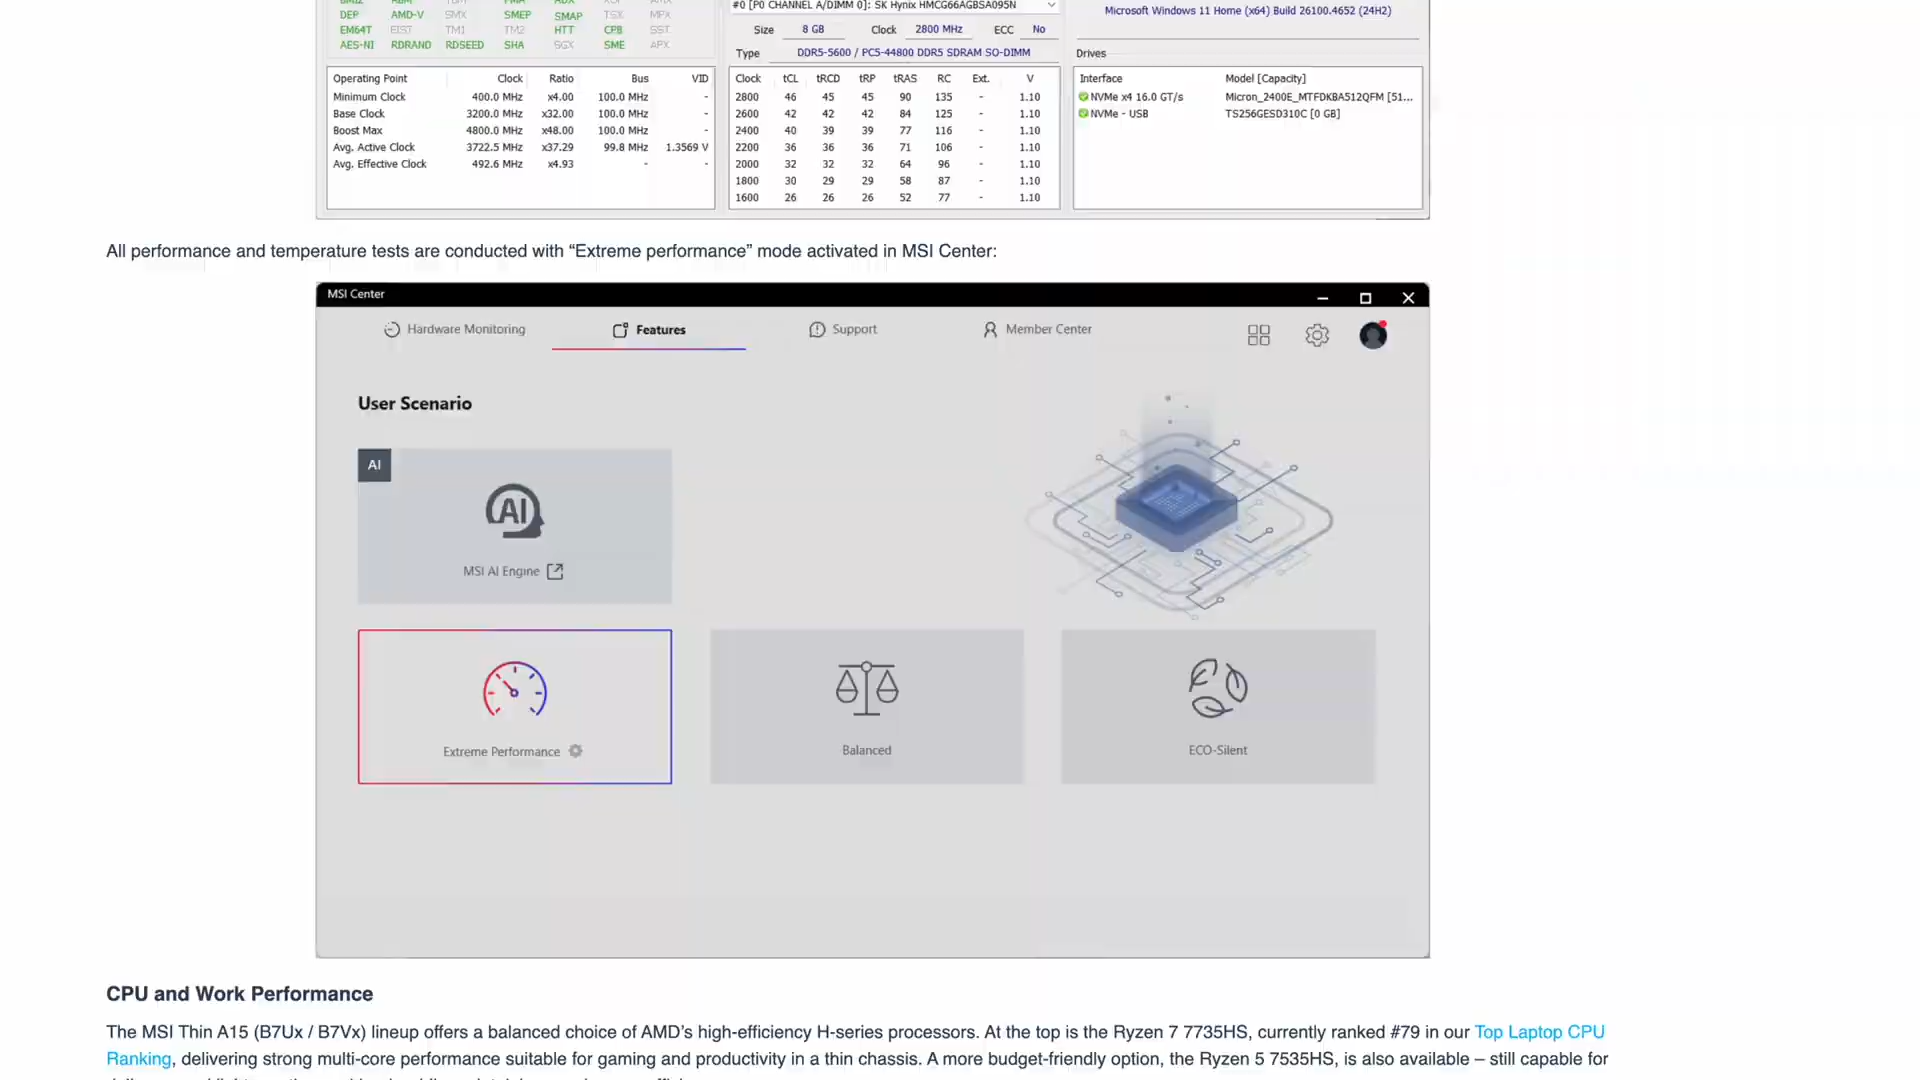 #0 [P0 CHANNEL A/DIMM 0]: SK Hynix HMCG66AGBSA095N
Microsoft Windows 11 Home (x64) Build 26100.4652 (24H2)
DEP AMD-V SMX SMEP SMAP TSX MPX
EM64T EIST TM1 TM2 HTT CPB SST
AES-NI RDRAND RDSEED SHA SGX SME APX
Size 8 GB Clock 2800 MHz ECC No
Type DDR5-5600 / PC5-44800 DDR5 SDRAM SO-DIMM
Drives
Operating Point Clock Ratio Bus VID
Minimum Clock 400.0 MHz x4.00 100.0 MHz -
Base Clock 3200.0 MHz x32.00 100.0 MHz -
Boost Max 4800.0 MHz x48.00 100.0 MHz -
Avg. Active Clock 3722.5 MHz x37.29 99.8 MHz 1.3569 V
Avg. Effective Clock 492.6 MHz x4.93 - -
Clock tCL tRCD tRP tRAS RC Ext. V
2800 46 45 45 90 135 - 1.10
2600 42 42 42 84 125 - 1.10
2400 40 39 39 77 116 - 1.10
2200 36 36 36 71 106 - 1.10
2000 32 32 32 64 96 - 1.10
1800 30 29 29 58 87 - 1.10
1600 26 26 26 52 77 - 1.10
Interface Model [Capacity]
NVMe x4 16.0 GT/s Micron_2400E_MTFDKBA512QFM [51...
NVMe - USB TS256GESD310C [0 GB]
All performance and temperature tests are conducted with “Extreme performance” mode activated in MSI Center:
MSI Center
Hardware Monitoring Features Support Member Center
User Scenario
AI
AI
MSI AI Engine
Extreme Performance Balanced ECO-Silent
CPU and Work Performance
The MSI Thin A15 (B7Ux / B7Vx) lineup offers a balanced choice of AMD’s high-efficiency H-series processors. At the top is the Ryzen 7 7735HS, currently ranked #79 in our Top Laptop CPU
Ranking, delivering strong multi-core performance suitable for gaming and productivity in a thin chassis. A more budget-friendly option, the Ryzen 5 7535HS, is also available – still capable for